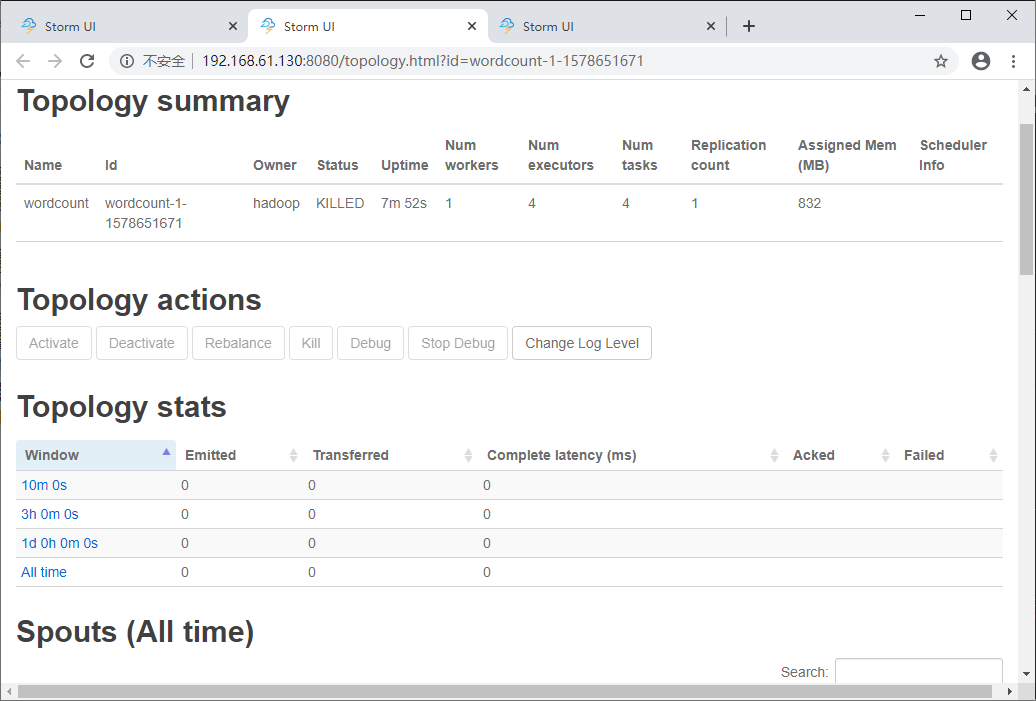 Storm UI Storm UI Storm UI
不安全 192.168.61.130:8080/topology.html?id=wordcount-1-1578651671
Topology summary
Name Id Owner Status Uptime Num workers Num executors Num tasks Replication count Assigned Mem (MB) Scheduler Info
wordcount wordcount-1-1578651671 hadoop KILLED 7m 52s 1 4 4 1 832
Topology actions
Activate Deactivate Rebalance Kill Debug Stop Debug Change Log Level
Topology stats
Window Emitted Transferred Complete latency (ms) Acked Failed
10m 0s 0 0 0
3h 0m 0s 0 0 0
1d 0h 0m 0s 0 0 0
All time 0 0 0
Spouts (All time)
Search: